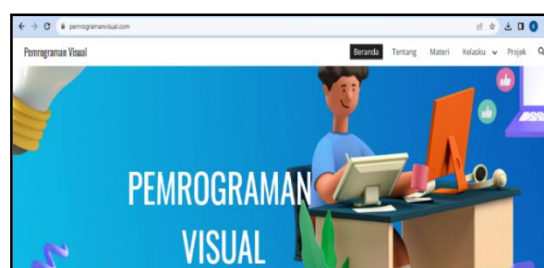 pemrogramanvisual.com
Pemrograman Visual
Beranda Tentang Materi Kelasku Projek
PEMROGRAMAN
VISUAL